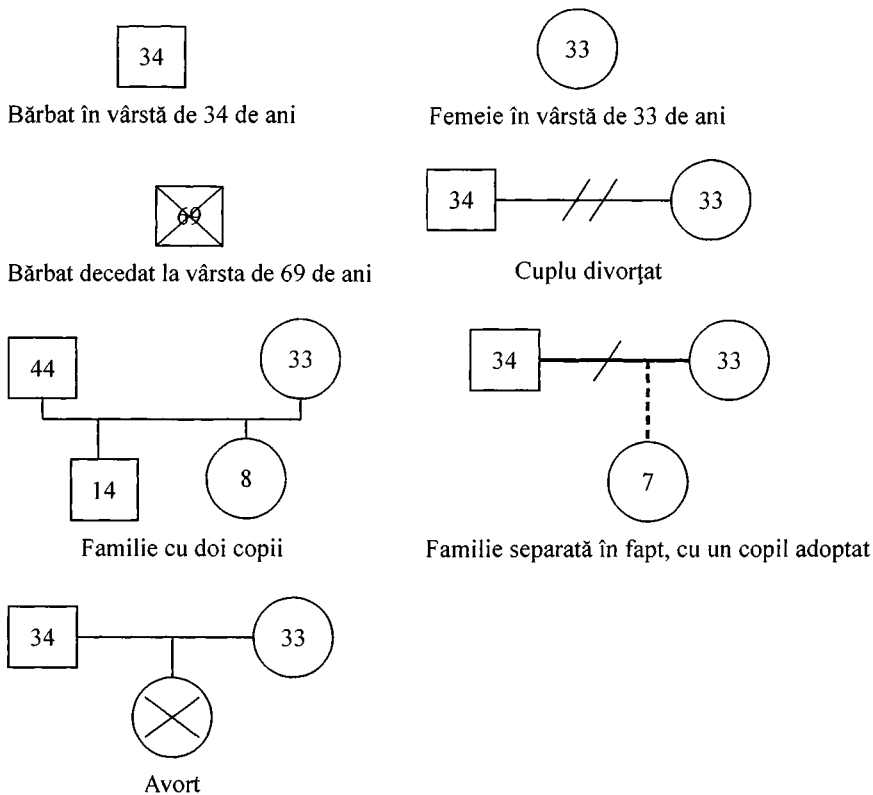 34
33
Bărbat în vârstă de 34 de ani
Femeie în vârstă de 33 de ani
69
34
33
Bărbat decedat la vârsta de 69 de ani
Cuplu divorţat
44
33
14
8
Familie cu doi copii
34
33
7
Familie separată în fapt, cu un copil adoptat
34
33
Avort